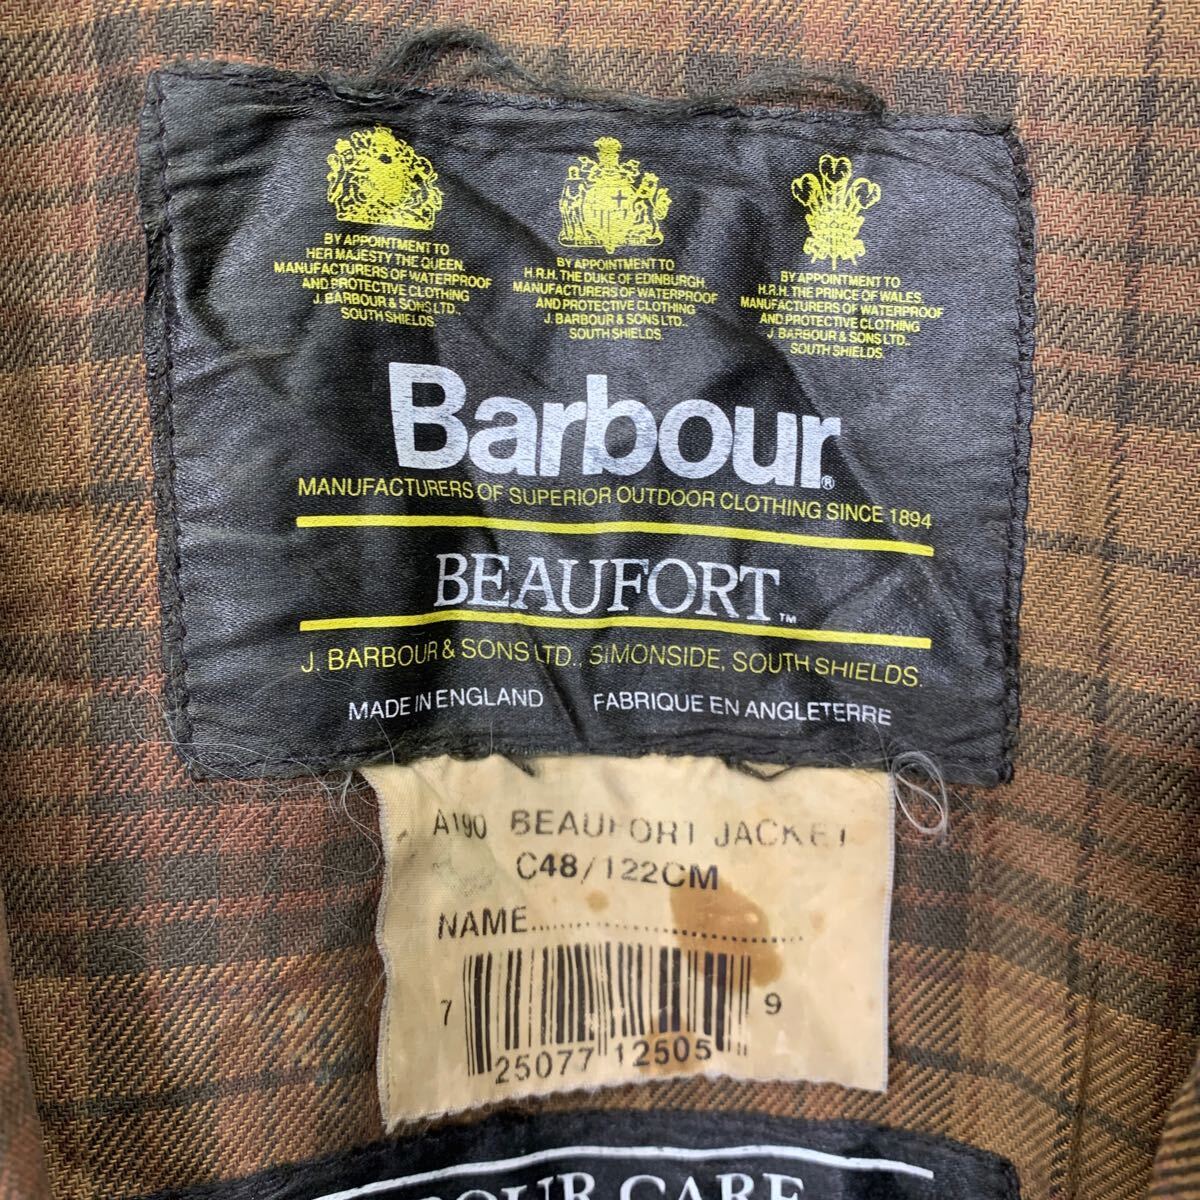 BY APPOINTMENT TO
HER MAJESTY THE QUEEN.
MANUFACTURERS OF WATERPROOF
AND PROTECTIVE CLOTHING
J. BARBOUR & SONS LTD.,
SOUTH SHIELDS.
BY APPOINTMENT TO
H.R.H. THE DUKE OF EDINBURGH.
MANUFACTURERS OF WATERPROOF
AND PROTECTIVE CLOTHING
J. BARBOUR & SONS LTD.,
SOUTH SHIELDS.
BY APPOINTMENT TO
H.R.H. THE PRINCE OF WALES.
MANUFACTURERS OF WATERPROOF
AND PROTECTIVE CLOTHING
J. BARBOUR & SONS LTD.,
SOUTH SHIELDS.
Barbour®
MANUFACTURERS OF SUPERIOR OUTDOOR CLOTHING SINCE 1894
BEAUFORT™
J. BARBOUR & SONS LTD., SIMONSIDE, SOUTH SHIELDS.
MADE IN ENGLAND FABRIQUE EN ANGLETERRE
A190 BEAUFORT JACKET
C48/122CM
NAME..............................
7 25077 12505 9
OUR CARE